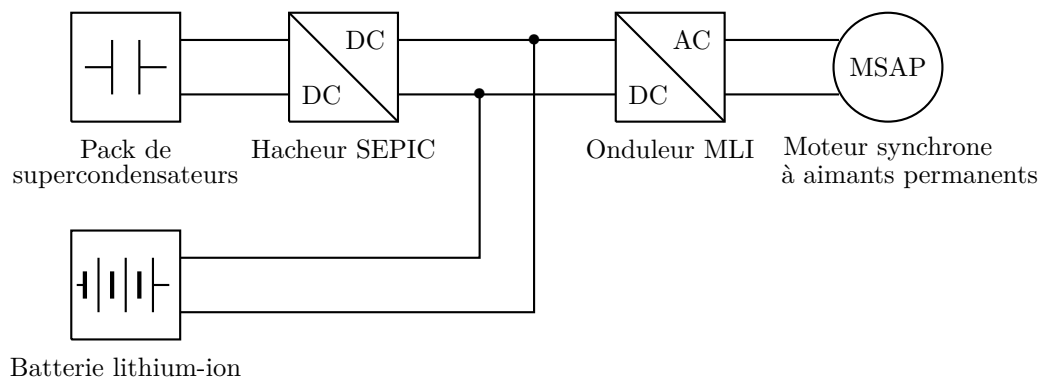 DC
DC
AC
DC
MSAP
Pack de
supercondensateurs
Hacheur SEPIC
Onduleur MLI
Moteur synchrone
à aimants permanents
Batterie lithium-ion